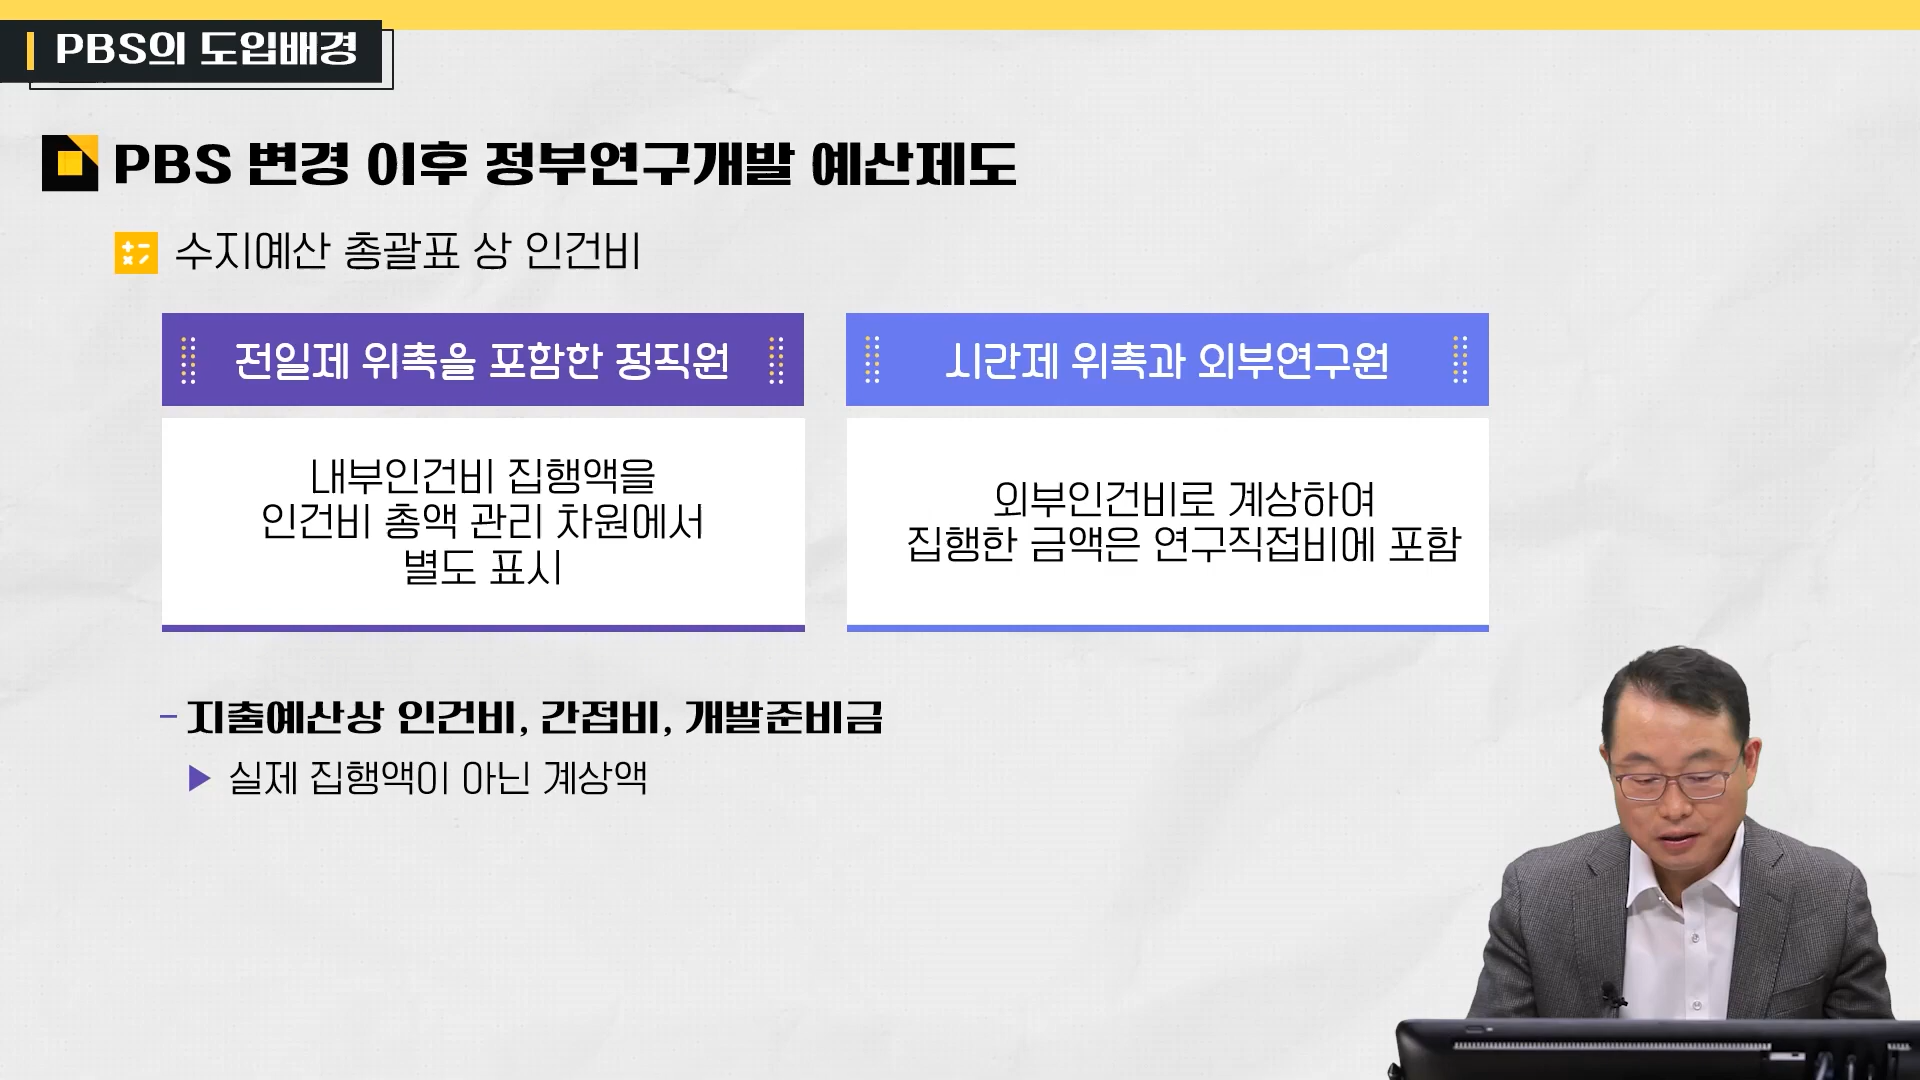 PBS의 도입배경
PBS 변경 이후 정부연구개발 예산제도
수지예산 총괄표 상 인건비
전일제 위촉을 포함한 정직원
내부인건비 집행액을
인건비 총액 관리 차원에서
별도 표시
시간제 위촉과 외부연구원
외부인건비로 계상하여
집행한 금액은 연구직접비에 포함
- 지출예산상 인건비, 간접비, 개발준비금
▶ 실제 집행액이 아닌 계상액